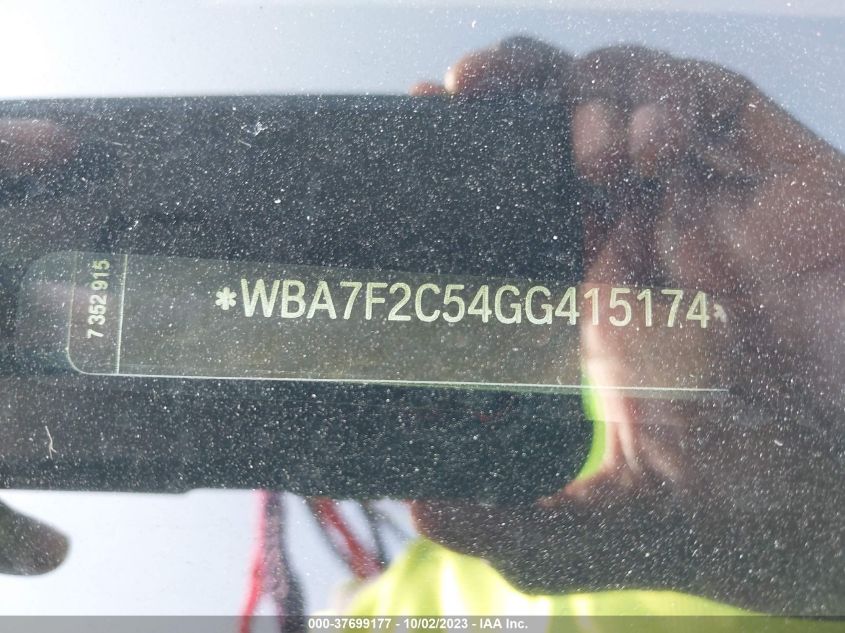 7 352 915
*WBA7F2C54GG415174*
000-37699177 - 10/02/2023 - IAA Inc.